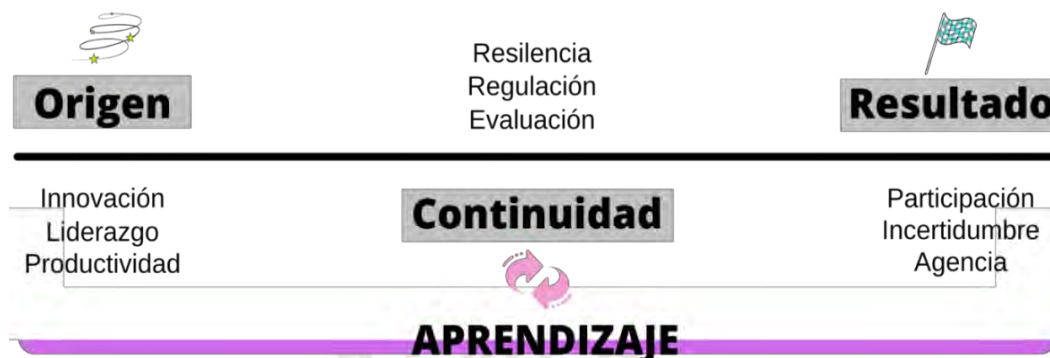 Origen
Resilencia
Regulación
Evaluación
Resultado
Innovación
Liderazgo
Productividad
Continuidad
Participación
Incertidumbre
Agencia
APRENDIZAJE